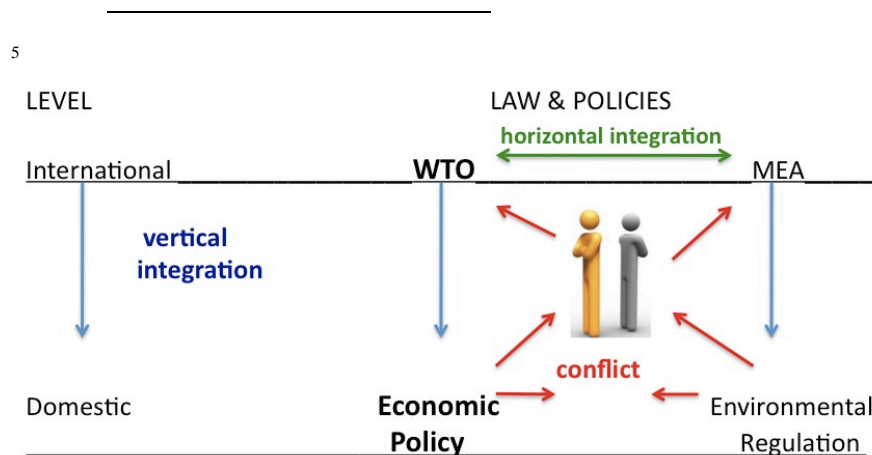 5
LEVEL LAW & POLICIES
horizontal integration
International WTO MEA
vertical
integration
conflict
Domestic Economic Environmental
Policy Regulation